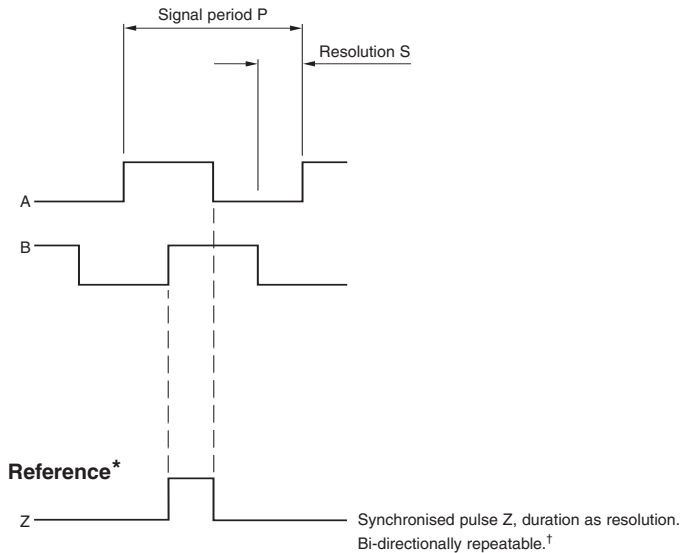 Signal period P
Resolution S
A
B
Reference*
Z
Synchronised pulse Z, duration as resolution.
Bi-directionally repeatable.†